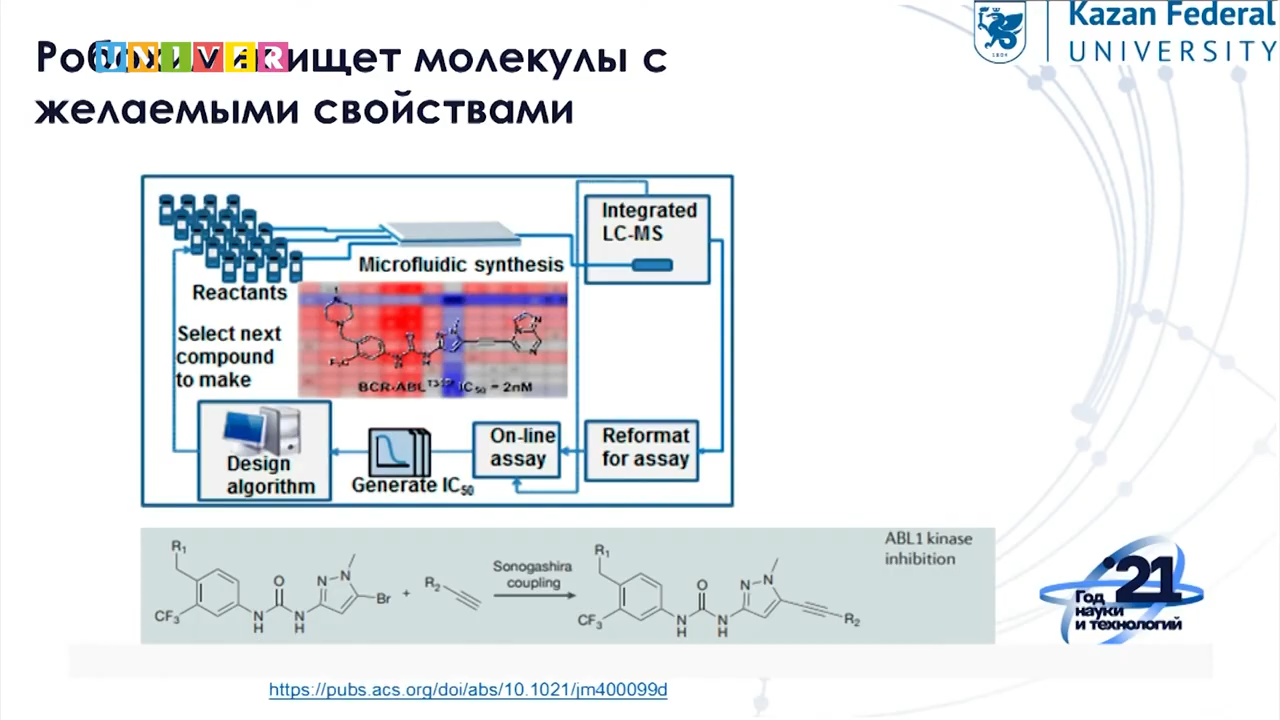 Kazan Federal
UNIVERSITY
1804
UNIVER
ищет молекулы с
желаемыми свойствами
Integrated
LC-MS
Microfluidic synthesis
Reactants
Select next
compound
to make
BCR-ABL IC50 = 2nM
Design
algorithm
Generate IC50
On-line
assay
Reformat
for assay
R1
CF3
N
H
O
N
H
N
N
Br
+
R2
Sonogashira
coupling
R1
CF3
N
H
O
N
H
N
N
R2
ABL1 kinase
inhibition
'21
Год
науки
и технологий
https://pubs.acs.org/doi/abs/10.1021/jm400099d